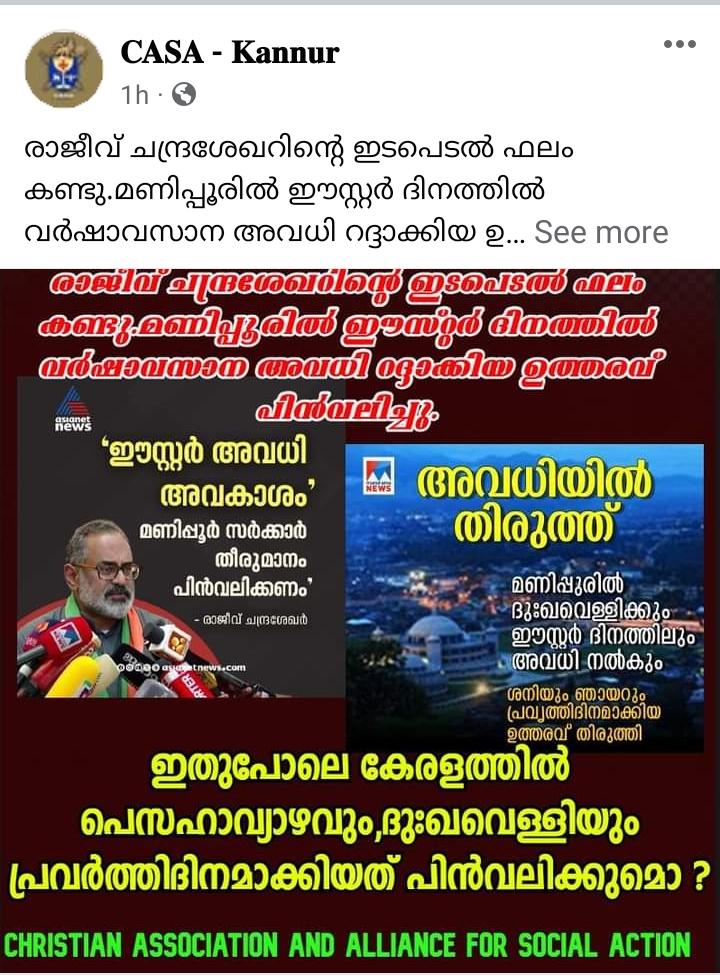 CASA - Kannur
1h ·
രാജീവ് ചന്ദ്രശേഖറിന്റെ ഇടപെടൽ ഫലം
കണ്ടു.മണിപ്പൂരിൽ ഈസ്റ്റർ ദിനത്തിൽ
വർഷാവസാന അവധി റദ്ദാക്കിയ ഉ... See more
രാജീവ് ചന്ദ്രശേഖറിന്റെ ഇടപെടൽ ഫലം
കണ്ടു.മണിപ്പൂരിൽ ഈസ്റ്റർ ദിനത്തിൽ
വർഷാവസാന അവധി റദ്ദാക്കിയ ഉത്തരവ്
പിൻവലിച്ചു.
asianet
news
'ഈസ്റ്റർ അവധി
അവകാശം'
മണിപ്പൂർ സർക്കാർ
തീരുമാനം
പിൻവലിക്കണം'
- രാജീവ് ചന്ദ്രശേഖർ
NEWS
അവധിയിൽ
തിരുത്ത്
മണിപ്പുരിൽ
ദുഃഖവെള്ളിക്കും
ഈസ്റ്റർ ദിനത്തിലും
അവധി നൽകും
ശനിയും ഞായറും
പ്രവൃത്തിദിനമാക്കിയ
ഉത്തരവ് തിരുത്തി
ഇതുപോലെ കേരളത്തിൽ
പെസഹാവ്യാഴവും,ദുഃഖവെള്ളിയും
പ്രവർത്തിദിനമാക്കിയത് പിൻവലിക്കുമൊ ?
CHRISTIAN ASSOCIATION AND ALLIANCE FOR SOCIAL ACTION